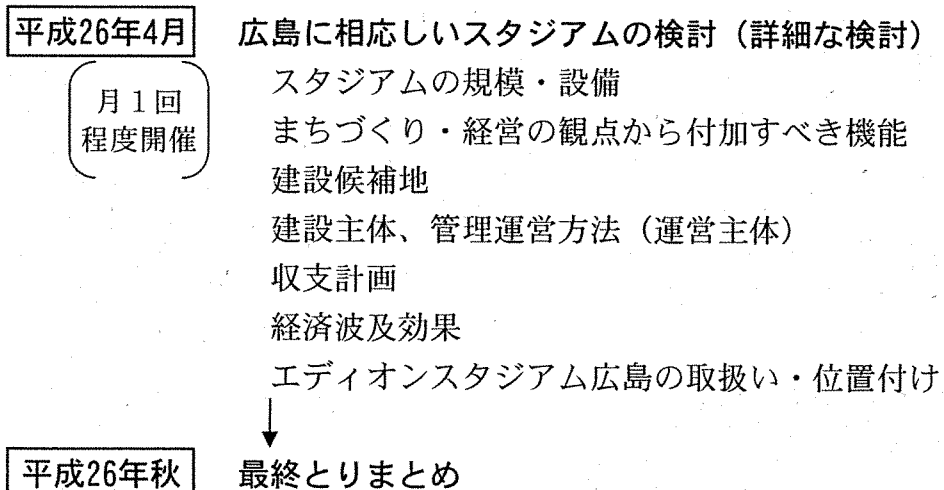 平成26年4月 広島に相応しいスタジアムの検討（詳細な検討）
月１回
程度開催
スタジアムの規模・設備
まちづくり・経営の観点から付加すべき機能
建設候補地
建設主体、管理運営方法（運営主体）
収支計画
経済波及効果
エディオンスタジアム広島の取扱い・位置付け
平成26年秋 最終とりまとめ